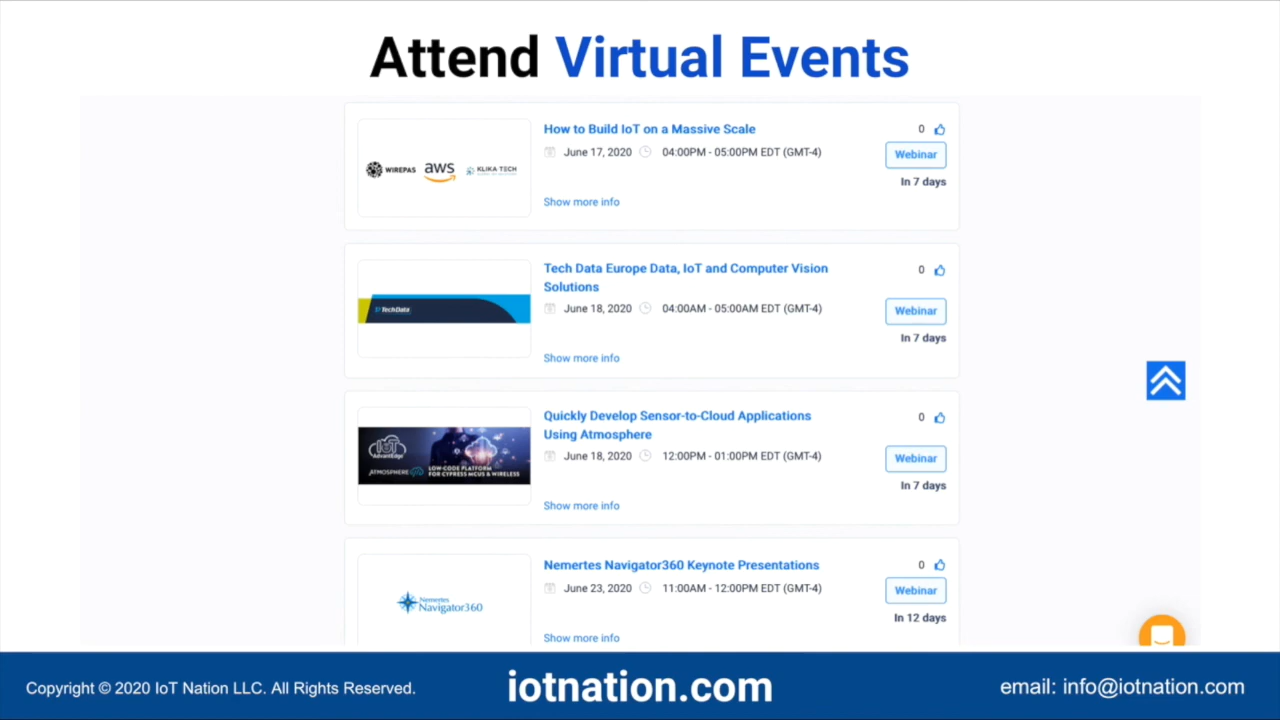 Attend Virtual Events
How to Build IoT on a Massive Scale
0
June 17, 2020 04:00PM - 05:00PM EDT (GMT-4)
Webinar
WIREPAS aws KLIKA TECH
In 7 days
Show more info
Tech Data Europe Data, IoT and Computer Vision
Solutions
0
June 18, 2020 04:00AM - 05:00AM EDT (GMT-4)
Webinar
TechData
In 7 days
Show more info
Quickly Develop Sensor-to-Cloud Applications
Using Atmosphere
0
June 18, 2020 12:00PM - 01:00PM EDT (GMT-4)
Webinar
IoT
AdvantEdge
ATMOSPHERE
LOW-CODE PLATFORM
FOR CYPRESS MCUS & WIRELESS
In 7 days
Show more info
Nemertes Navigator360 Keynote Presentations
0
June 23, 2020 11:00AM - 12:00PM EDT (GMT-4)
Webinar
Nemertes
Navigator360
In 12 days
Show more info
Copyright © 2020 IoT Nation LLC. All Rights Reserved.
iotnation.com
email: info@iotnation.com